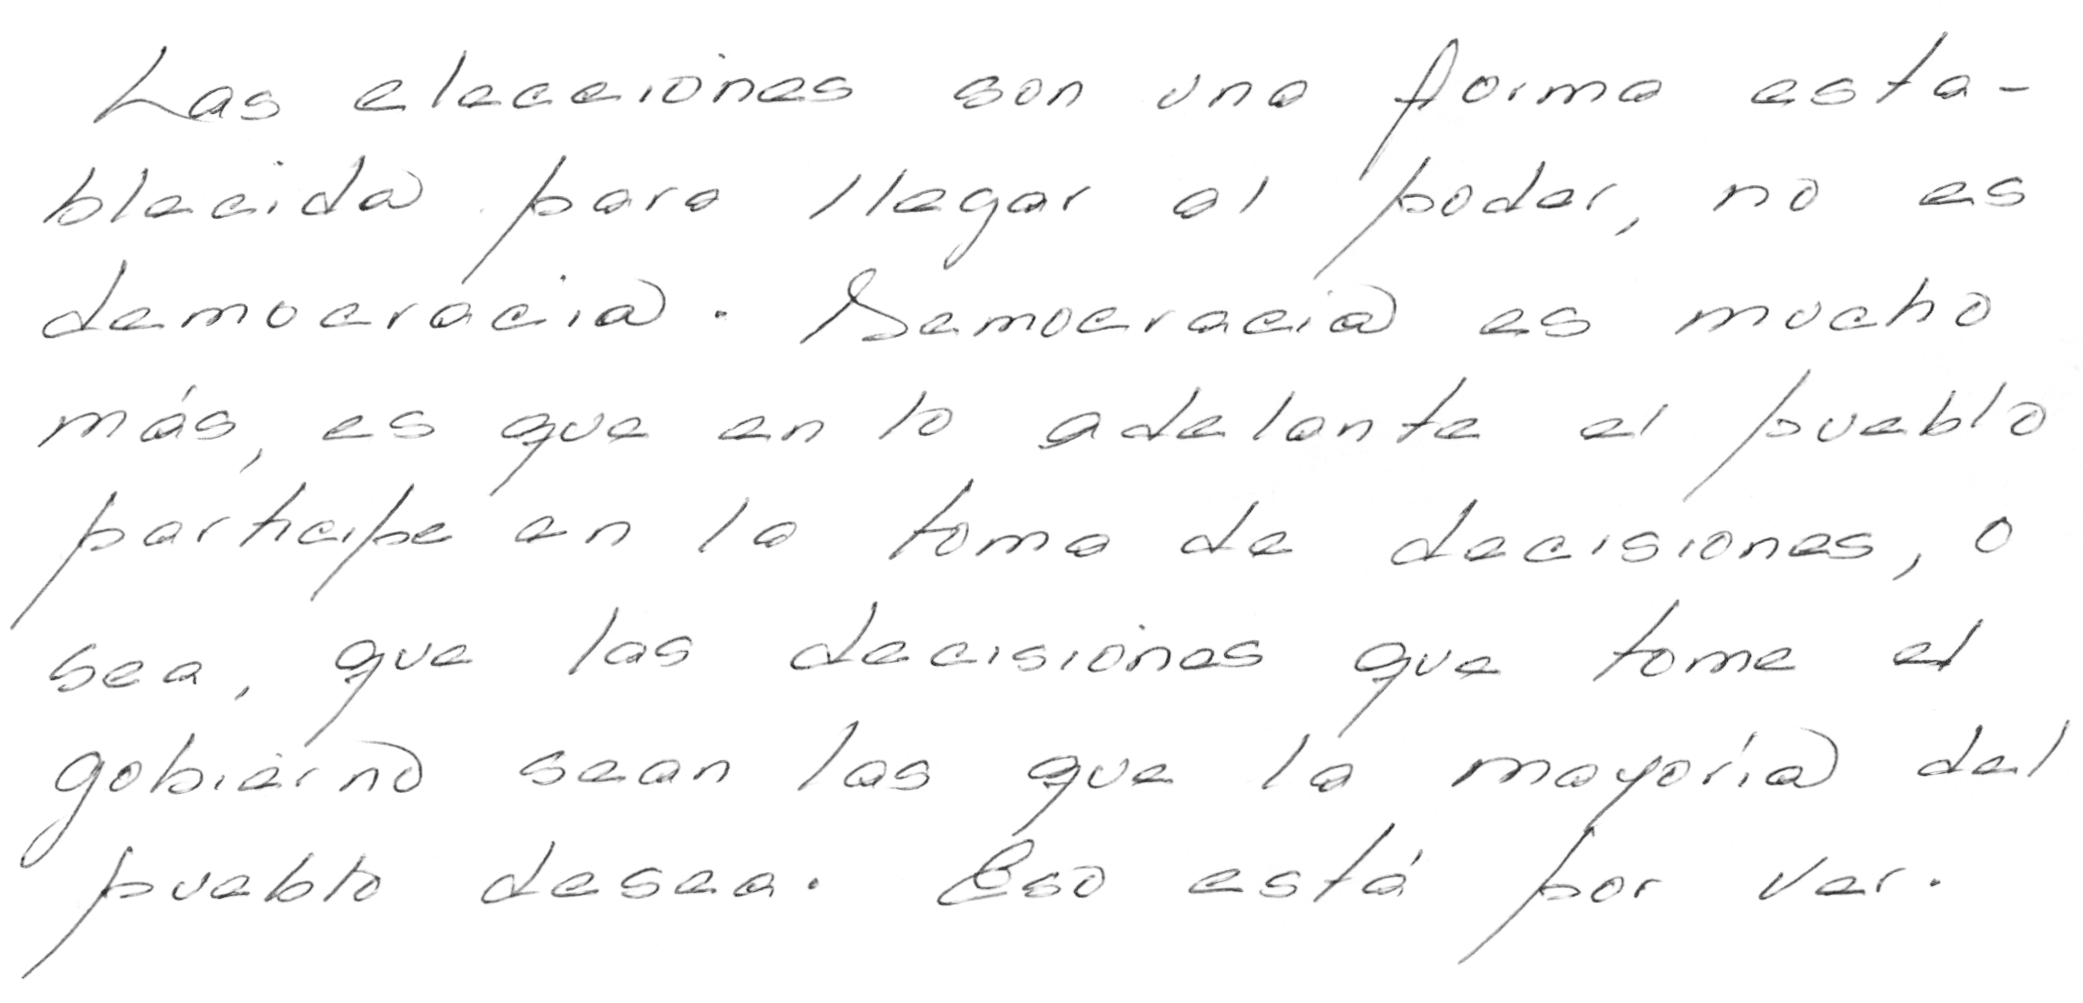 Las elecciones son una forma esta-
blecida para llegar al poder, no es
democracia. Democracia es mucho
más, es que en lo adelante el pueblo
participe en la toma de decisiones, o
sea, que las decisiones que tome el
gobierno sean las que la mayoría del
pueblo desea. Eso está por ver.